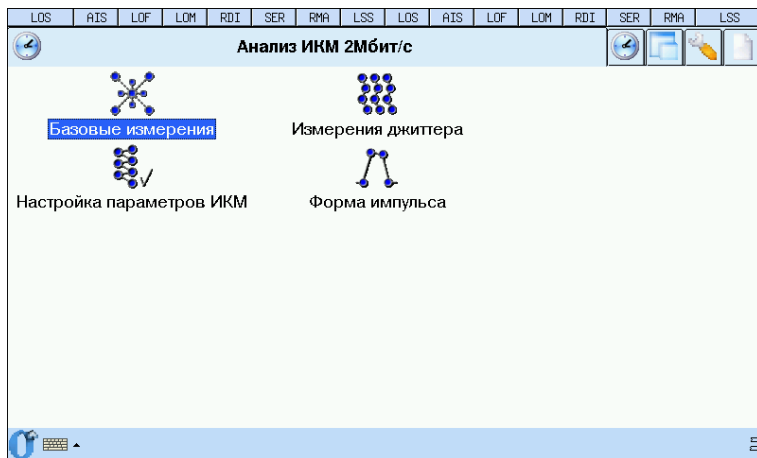 LOS AIS LOF LOM RDI SER RMA LSS LOS AIS LOF LOM RDI SER RMA LSS
Анализ ИКМ 2Мбит/с
Базовые измерения Измерения джиттера
Настройка параметров ИКМ Форма импульса